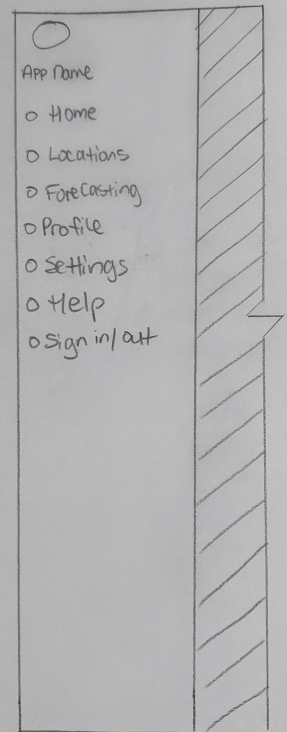 App name
Home
Locations
Forecasting
Profile
Settings
Help
Sign in/out